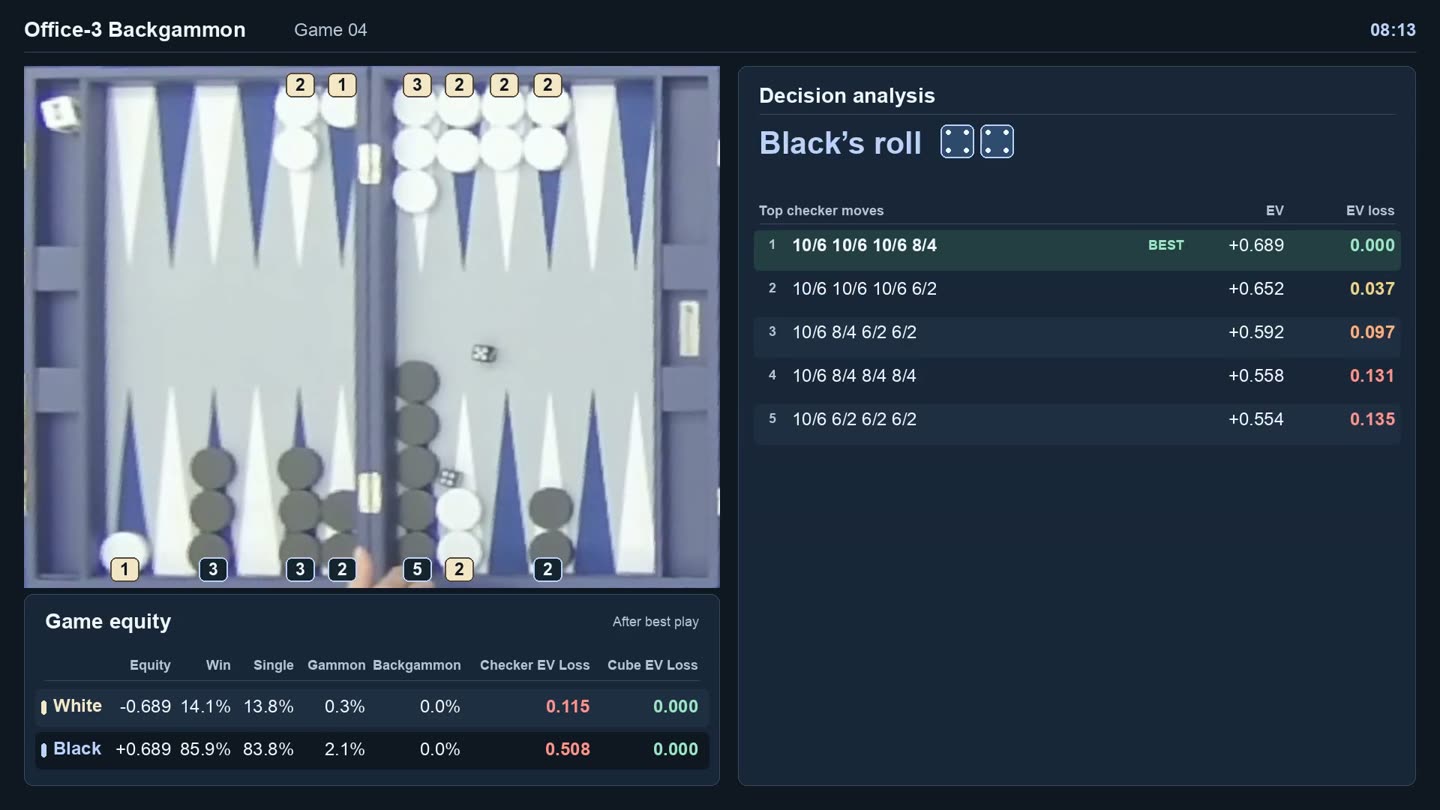 Office-3 Backgammon Game 04 08:13
2 1 3 2 2 2
1 3 3 2 5 2 2
Decision analysis
Black’s roll
Top checker moves EV EV loss
1 10/6 10/6 10/6 8/4 BEST +0.689 0.000
2 10/6 10/6 10/6 6/2 +0.652 0.037
3 10/6 8/4 6/2 6/2 +0.592 0.097
4 10/6 8/4 8/4 8/4 +0.558 0.131
5 10/6 6/2 6/2 6/2 +0.554 0.135
Game equity After best play
Equity Win Single Gammon Backgammon Checker EV Loss Cube EV Loss
White -0.689 14.1% 13.8% 0.3% 0.0% 0.115 0.000
Black +0.689 85.9% 83.8% 2.1% 0.0% 0.508 0.000